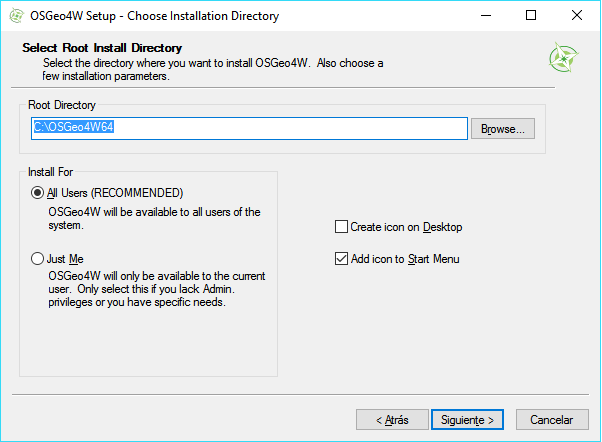 OSGeo4W Setup - Choose Installation Directory
Select Root Install Directory
Select the directory where you want to install OSGeo4W. Also choose a
few installation parameters.
Root Directory
C:\OSGeo4W64
Browse...
Install For
All Users (RECOMMENDED)
OSGeo4W will be available to all users of the
system.
Create icon on Desktop
Just Me
Add icon to Start Menu
OSGeo4W will only be available to the current
user. Only select this if you lack Admin.
privileges or you have specific needs.
< Atrás
Siguiente >
Cancelar